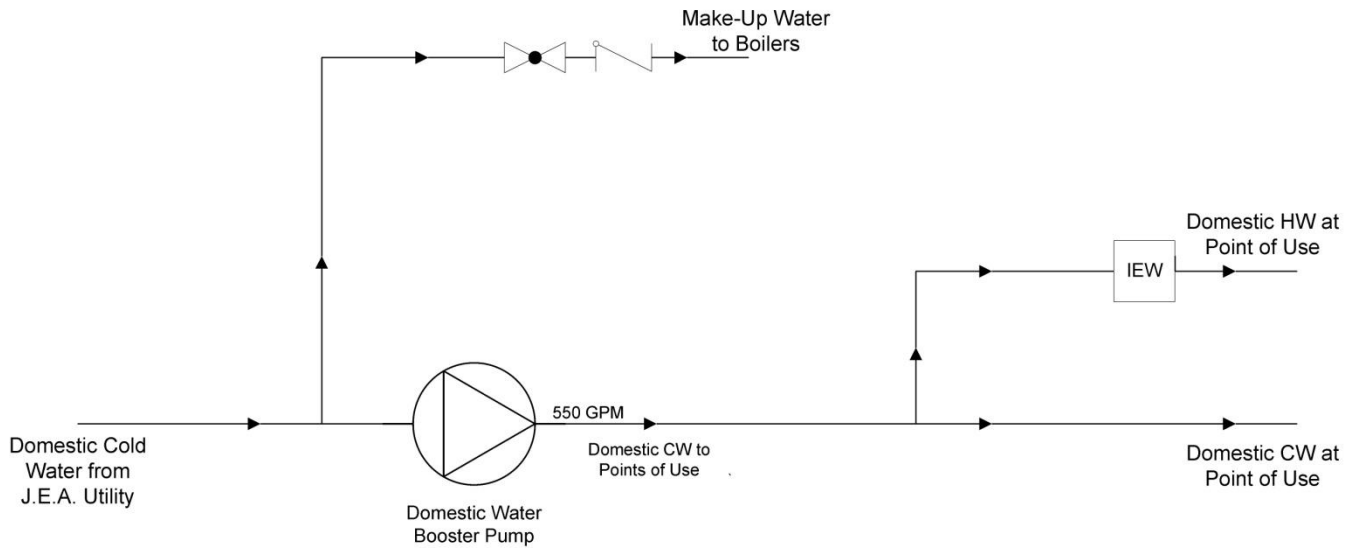 Make-Up Water
to Boilers
Domestic HW at
Point of Use
IEW
550 GPM
Domestic Cold
Water from
J.E.A. Utility
Domestic CW to
Points of Use
Domestic CW at
Point of Use
Domestic Water
Booster Pump